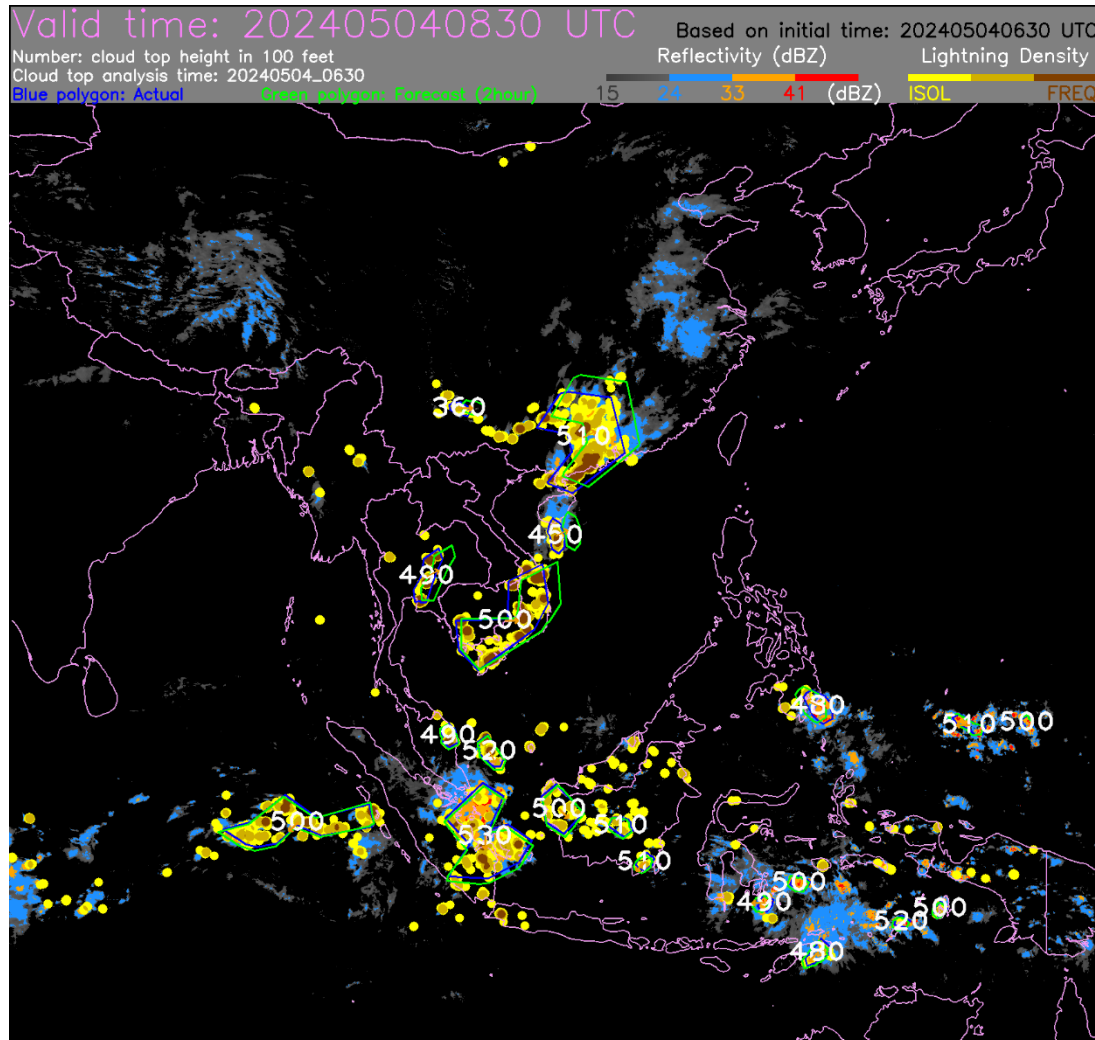 Valid time: 202405040830 UTC
Based on initial time: 202405040630 UTC
Number: cloud top height in 100 feet
Reflectivity (dBZ)
Lightning Density
Cloud top analysis time: 20240504_0630
Blue polygon: Actual
Green polygon: Forecast (2hour)
15 24 33 41 (dBZ)
ISOL FREQ
360
510
450
490
500
480
510 500
490
520
500
510
500
530
510
500
490
500
520
480